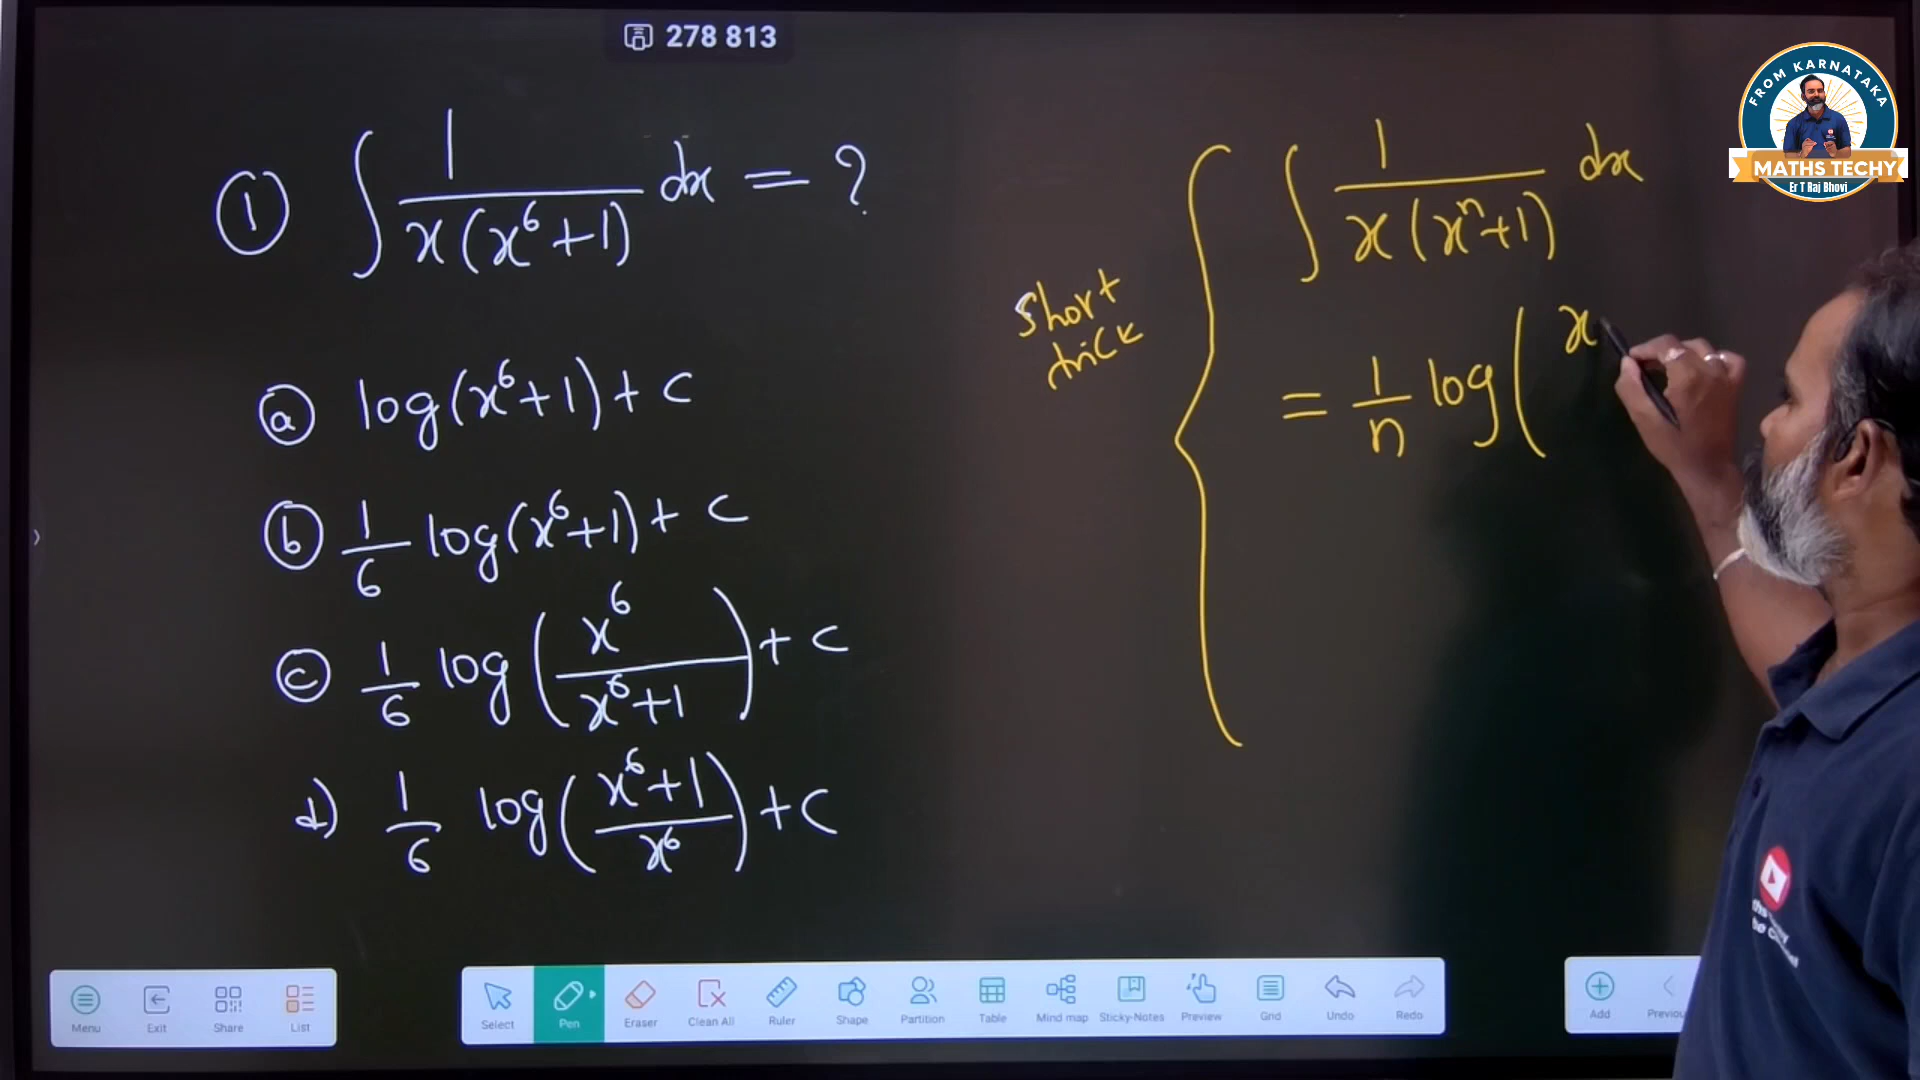 278 813
FROM KARNATAKA
MATHS TECHY
Er T Raj Bhovi
① ∫ 1/(x(x⁶+1)) dx = ?
ⓐ log(x⁶+1) + c
ⓑ 1/6 log(x⁶+1) + c
ⓒ 1/6 log(x⁶/(x⁶+1)) + c
d) 1/6 log((x⁶+1)/x⁶) + c
Short
trick
∫ 1/(x(xⁿ+1)) dx
= 1/n log( x
Menu Exit Share List
Select Pen Eraser Clean All Ruler Shape Partition Table Mind map Sticky-Notes Preview Grid Undo Redo
Add